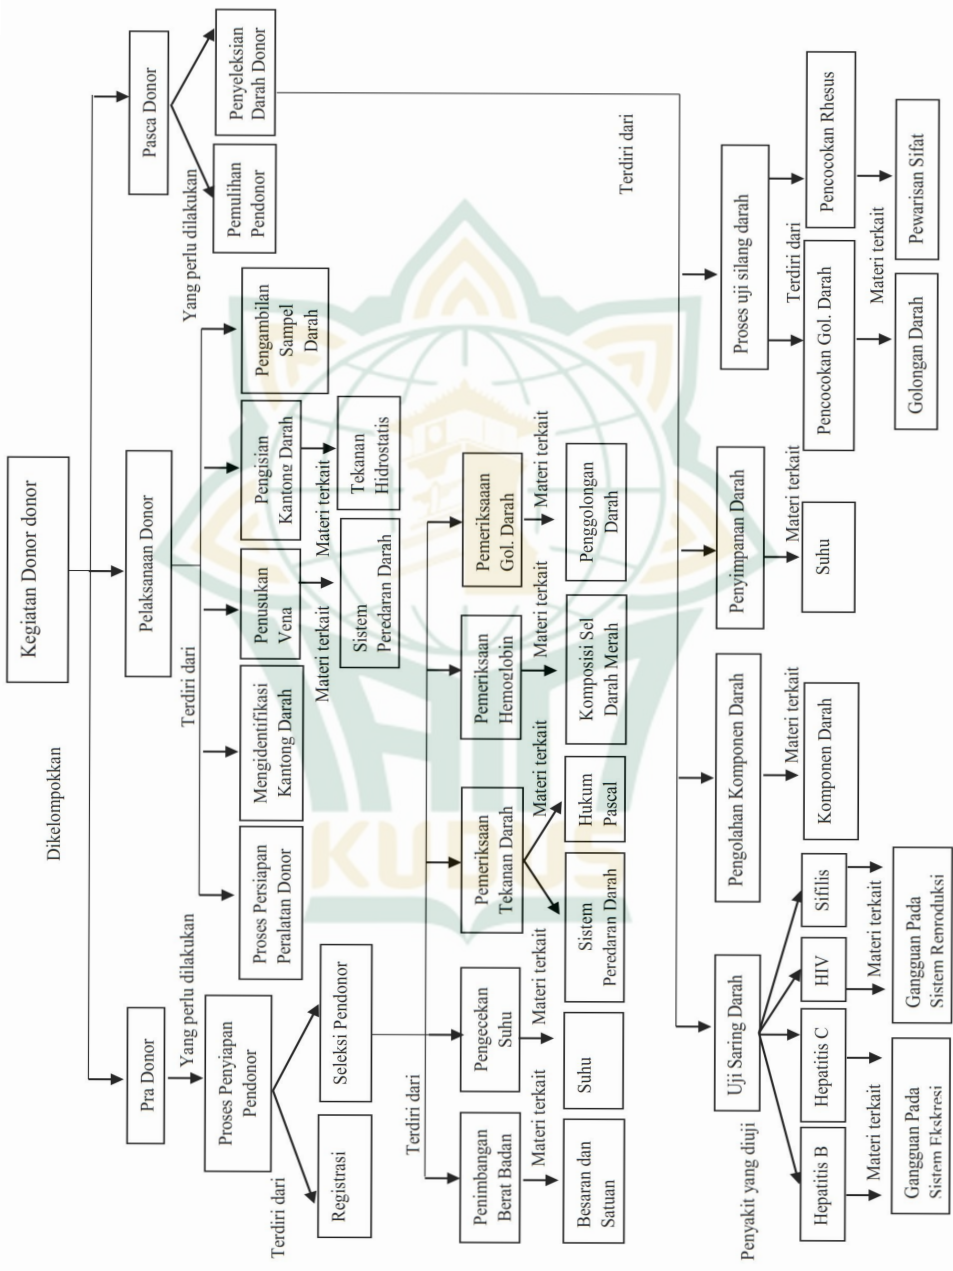 Kegiatan Donor donor
Dikelompokkan
Pra Donor
Pelaksanaan Donor
Pasca Donor
Yang perlu dilakukan
Terdiri dari
Yang perlu dilakukan
Proses Penyiapan
Pendonor
Proses Persiapan
Peralatan Donor
Mengidentifikasi
Kantong Darah
Penusukan
Vena
Pengisian
Kantong Darah
Pengambilan
Sampel
Darah
Pemulihan
Pendonor
Penyeleksian
Darah Donor
Terdiri dari
Registrasi
Seleksi Pendonor
Materi terkait
Materi terkait
Sistem
Peredaran Darah
Tekanan
Hidrostatis
Terdiri dari
Penimbangan
Berat Badan
Pengecekan
Suhu
Pemeriksaan
Tekanan Darah
Pemeriksaan
Hemoglobin
Pemeriksaaan
Gol. Darah
Materi terkait
Materi terkait
Materi terkait
Materi terkait
Materi terkait
Besaran dan
Satuan
Suhu
Sistem
Peredaran Darah
Hukum
Pascal
Komposisi Sel
Darah Merah
Penggolongan
Darah
Terdiri dari
Uji Saring Darah
Pengolahan Komponen Darah
Penyimpanan Darah
Proses uji silang darah
Penyakit yang diuji
Materi terkait
Materi terkait
Terdiri dari
Hepatitis B
Hepatitis C
HIV
Sifilis
Komponen Darah
Suhu
Pencocokan Gol. Darah
Pencocokan Rhesus
Materi terkait
Materi terkait
Materi terkait
Gangguan Pada
Sistem Ekskresi
Gangguan Pada
Sistem Reproduksi
Golongan Darah
Pewarisan Sifat
KUDUS